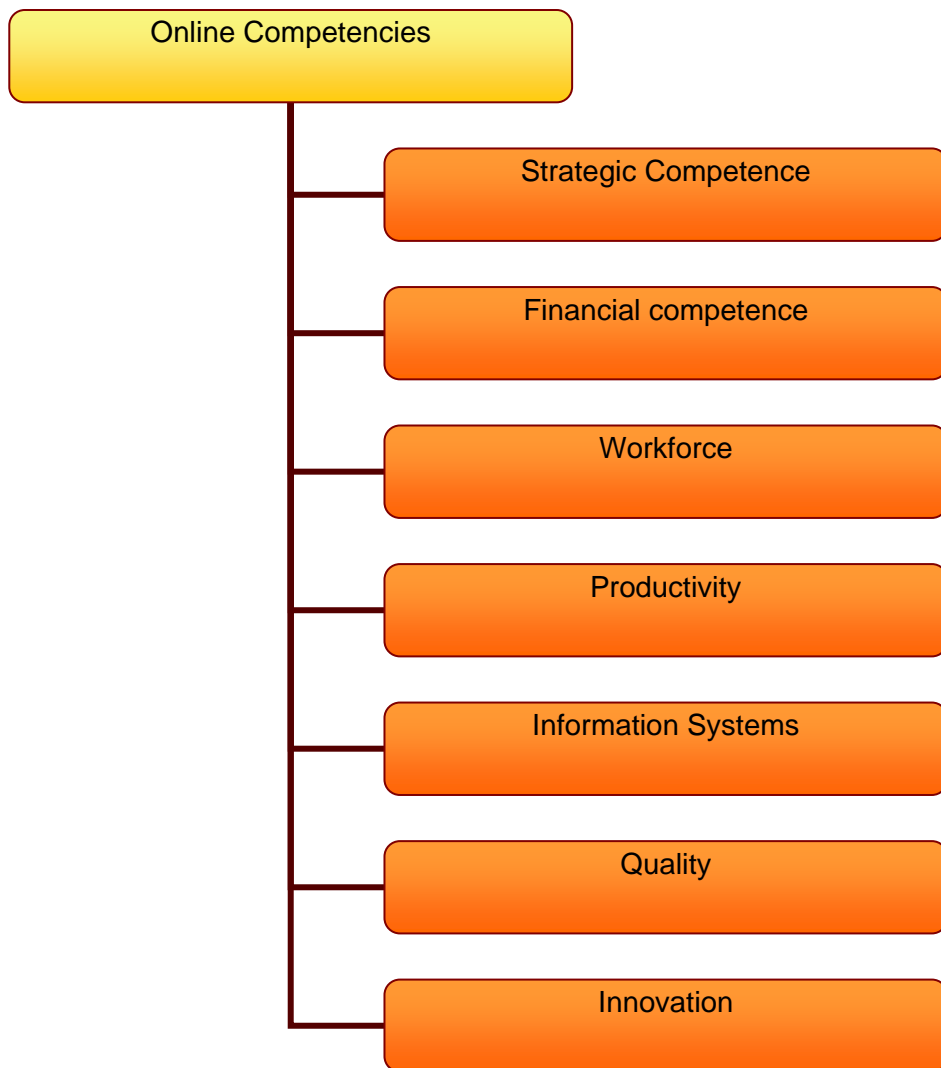 Online Competencies
Strategic Competence
Financial competence
Workforce
Productivity
Information Systems
Quality
Innovation